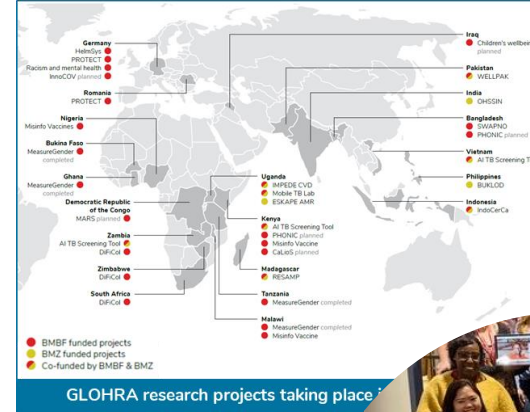 Germany
HelmSys
PROTECT
Racism and mental health
InnoCOV planned
Romania
PROTECT
Nigeria
Misinfo Vaccines
Bukina Faso
MeasureGender
completed
Ghana
MeasureGender
completed
Democratic Republic
of the Congo
MARS planned
Zambia
AI TB Screening Tool
DiFiCol
Zimbabwe
DiFiCol
South Africa
DiFiCol
Uganda
IMPEDE CVD
Mobile TB Lab
ESKAPE AMR
Kenya
AI TB Screening Tool
PHONIC planned
Misinfo Vaccine
CaLioS planned
Madagascar
RESAMP
Tanzania
MeasureGender completed
Malawi
MeasureGender completed
Misinfo Vaccine
Iraq
Children's wellbein
planned
Pakistan
WELLPAK
India
OHSSIN
Bangladesh
SWAPNO
PHONIC planned
Vietnam
AI TB Screening T
Philippines
BUKLOD
Indonesia
IndoCerCa
BMBF funded projects
BMZ funded projects
Co-funded by BMBF & BMZ
GLOHRA research projects taking place